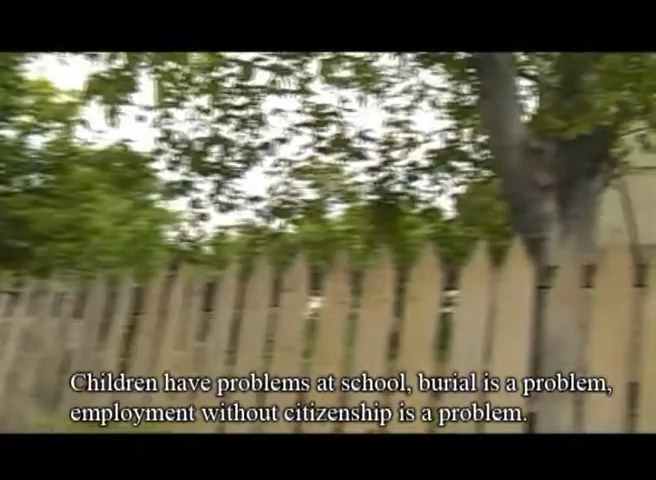 Children have problems at school, burial is a problem,
employment without citizenship is a problem.